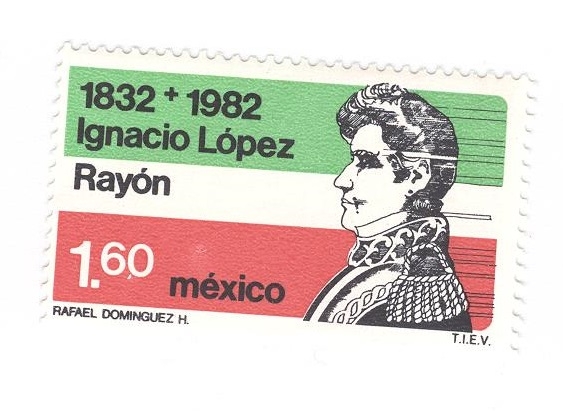 1832 + 1982
Ignacio López
Rayón
1.60 méxico
RAFAEL DOMINGUEZ H.
T.I.E.V.